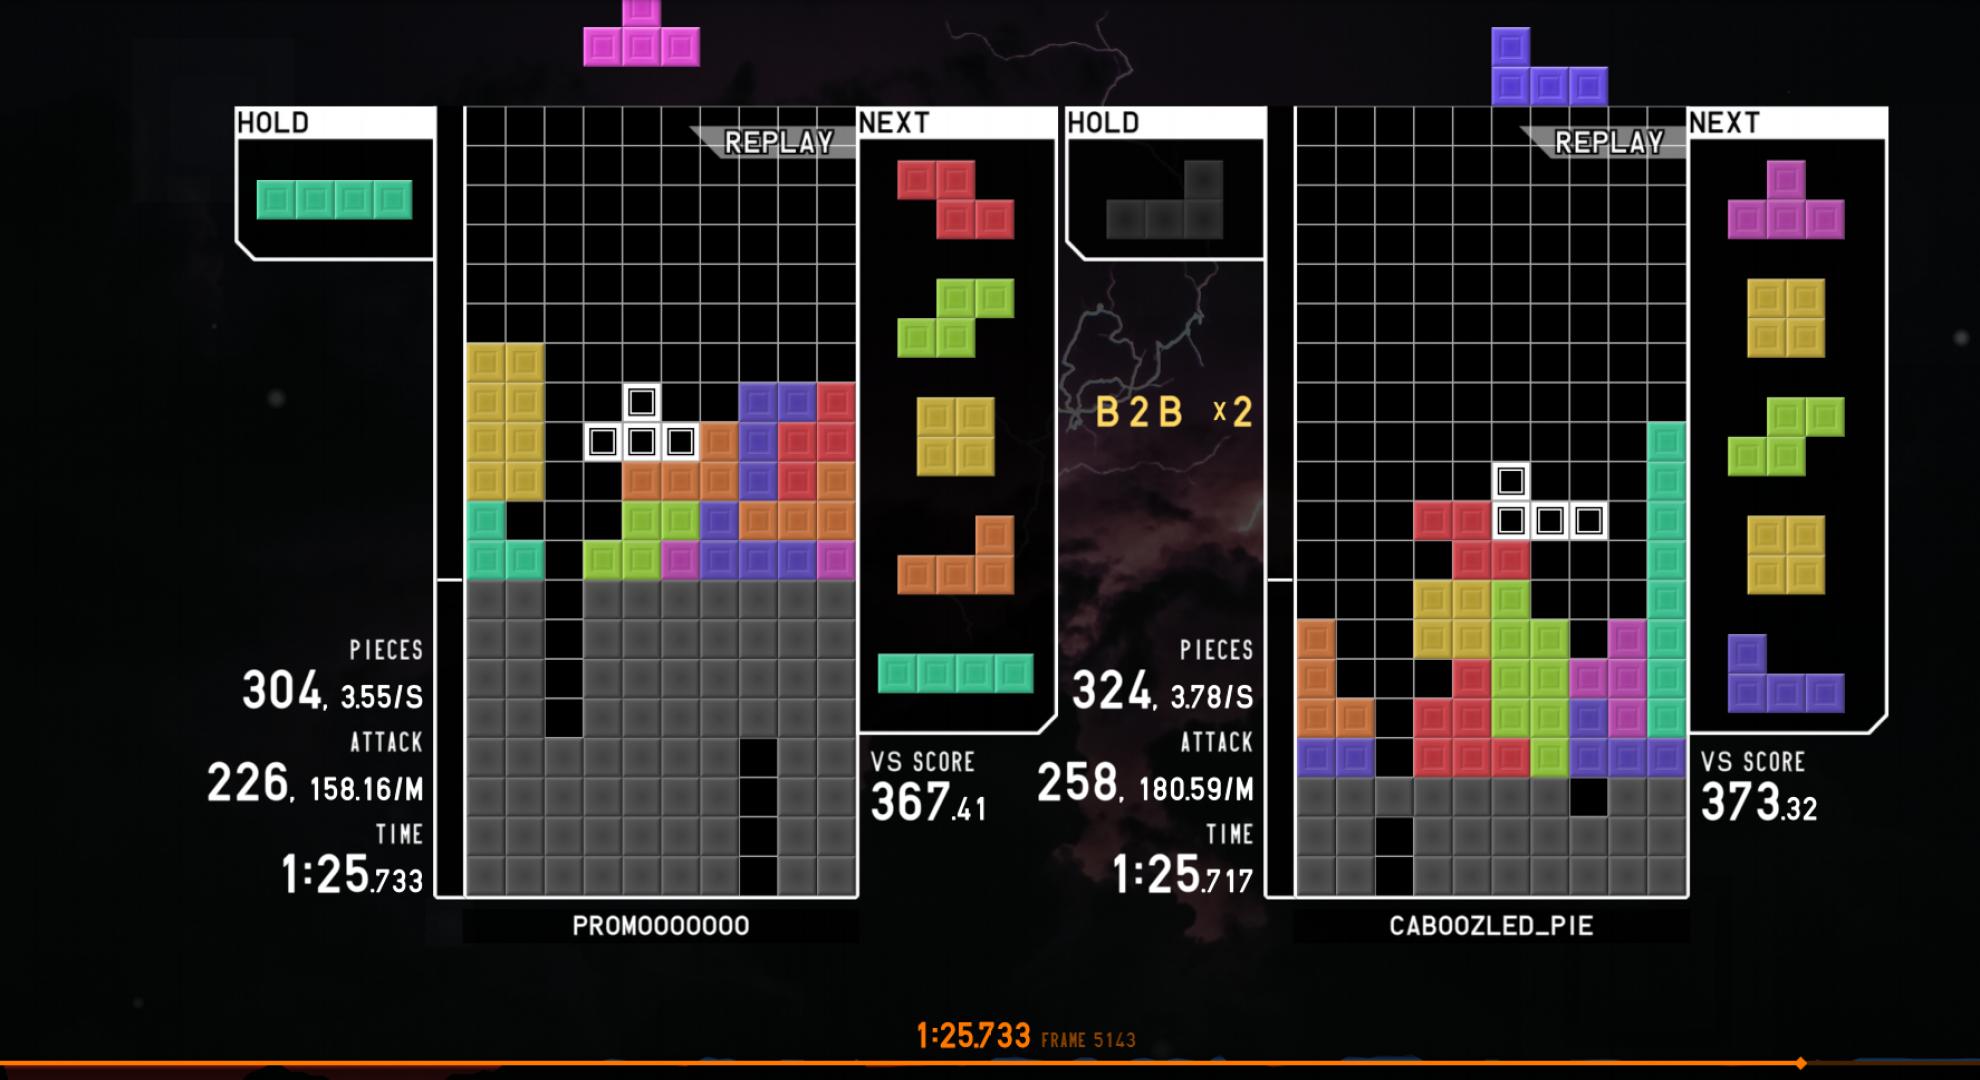 HOLD
REPLAY
NEXT
HOLD
REPLAY
NEXT
B2B x2
PIECES
304, 3.55/S
ATTACK
226, 158.16/M
TIME
1:25.733
VS SCORE
367.41
PIECES
324, 3.78/S
ATTACK
258, 180.59/M
TIME
1:25.717
VS SCORE
373.32
PROMOOOOOOO
CABOOZLED_PIE
1:25.733 FRAME 5143